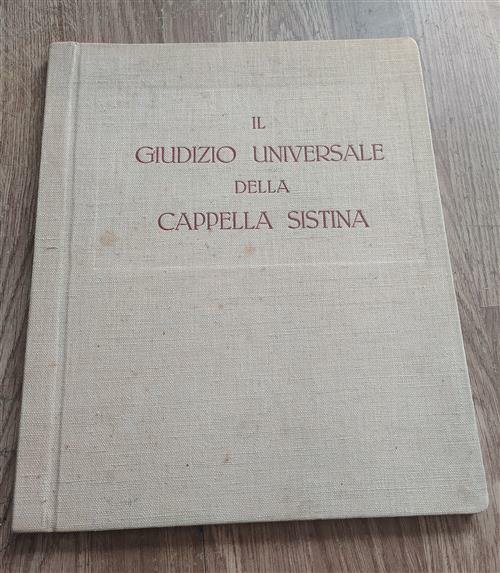 IL
GIUDIZIO UNIVERSALE
DELLA
CAPPELLA SISTINA